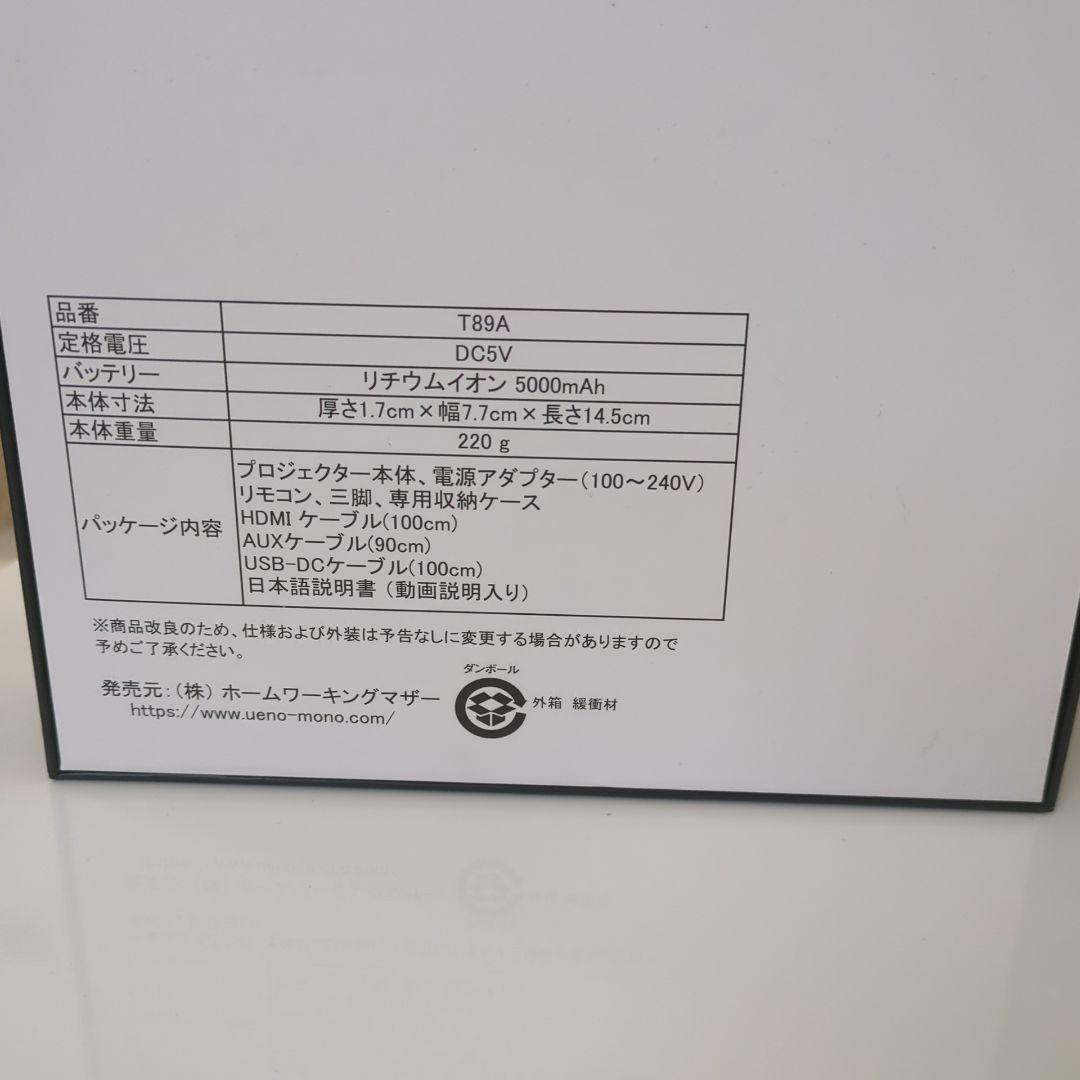 品番 T89A
定格電圧 DC5V
バッテリー リチウムイオン 5000mAh
本体寸法 厚さ1.7cm×幅7.7cm×長さ14.5cm
本体重量 220 g
パッケージ内容
プロジェクター本体、電源アダプター(100～240V)
リモコン、三脚、専用収納ケース
HDMI ケーブル(100cm)
AUXケーブル(90cm)
USB-DCケーブル(100cm)
日本語説明書 (動画説明入り)
※商品改良のため、仕様および外装は予告なしに変更する場合がありますので
予めご了承ください。
発売元:(株) ホームワーキングマザー
https://www.ueno-mono.com/
ダンボール
外箱 緩衝材